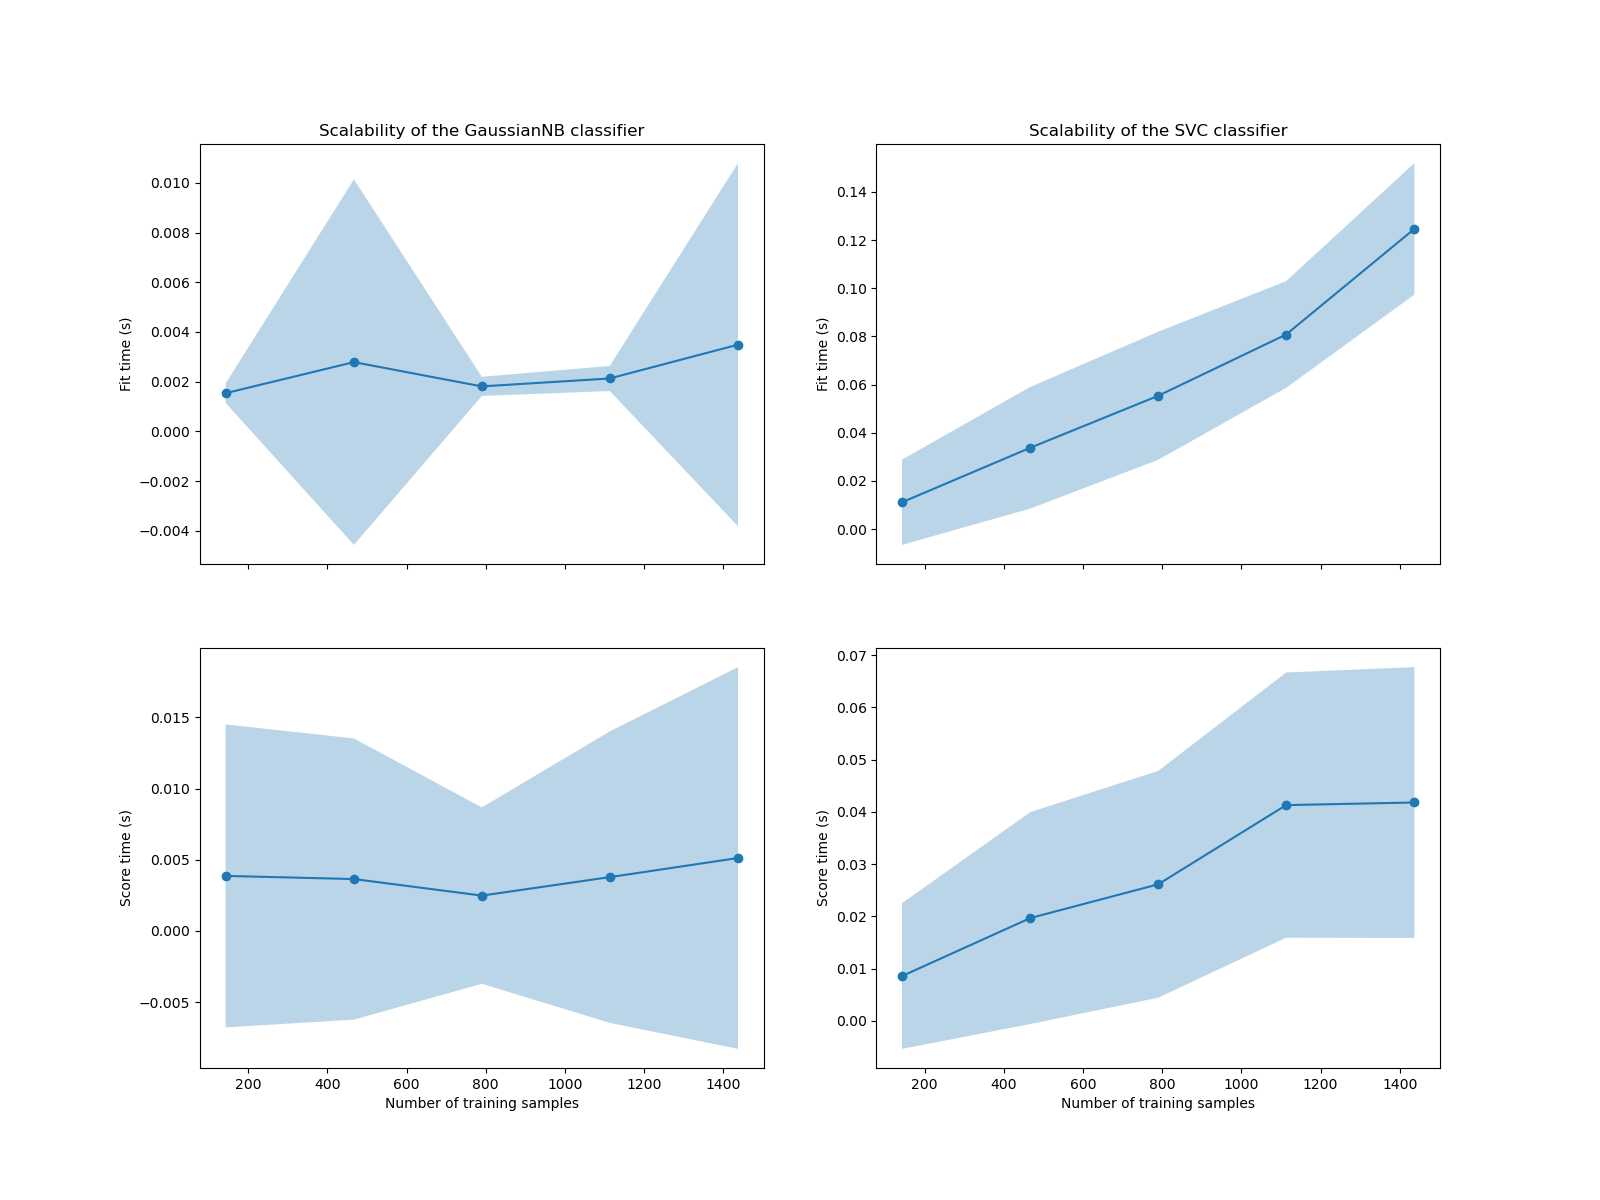 Scalability of the GaussianNB classifier
0.010
0.008
0.006
0.004
0.002
0.000
−0.002
−0.004
Fit time (s)
Scalability of the SVC classifier
0.14
0.12
0.10
0.08
0.06
0.04
0.02
0.00
Fit time (s)
0.015
0.010
0.005
0.000
−0.005
Score time (s)
200 400 600 800 1000 1200 1400
Number of training samples
0.07
0.06
0.05
0.04
0.03
0.02
0.01
0.00
Score time (s)
200 400 600 800 1000 1200 1400
Number of training samples